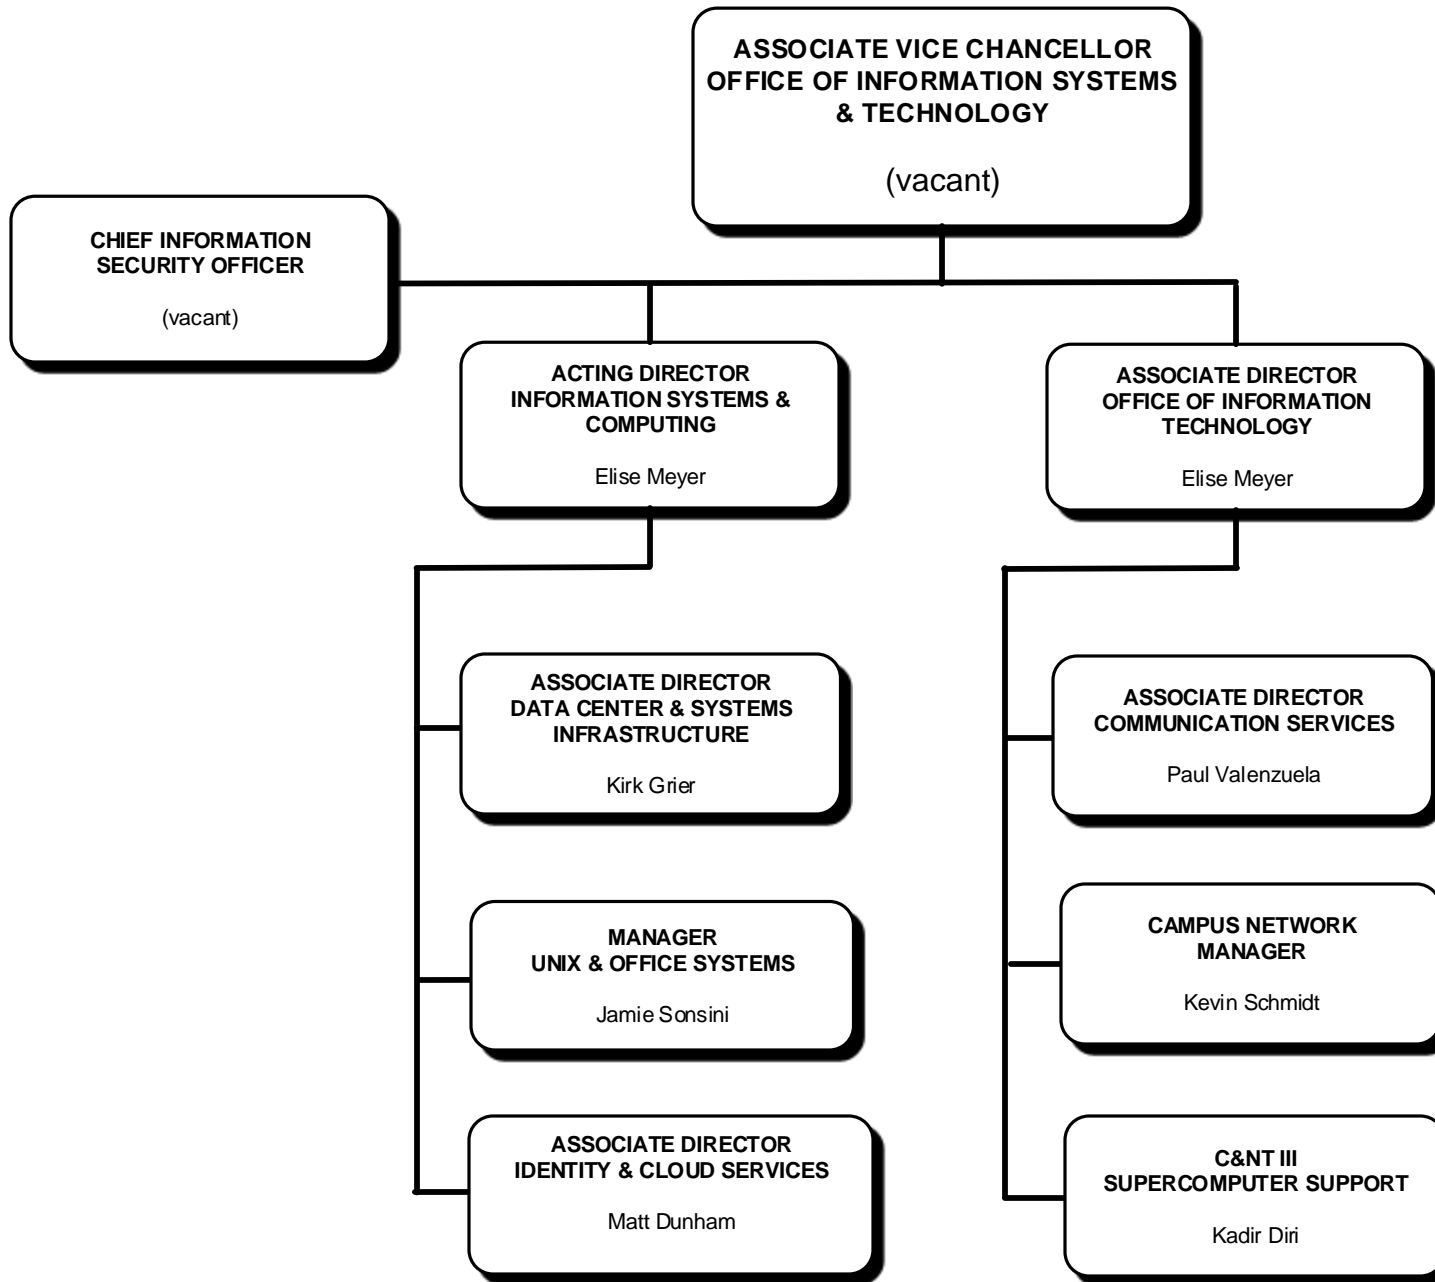 ASSOCIATE VICE CHANCELLOR
OFFICE OF INFORMATION SYSTEMS
& TECHNOLOGY
(vacant)
CHIEF INFORMATION
SECURITY OFFICER
(vacant)
ACTING DIRECTOR
INFORMATION SYSTEMS &
COMPUTING
Elise Meyer
ASSOCIATE DIRECTOR
OFFICE OF INFORMATION
TECHNOLOGY
Elise Meyer
ASSOCIATE DIRECTOR
DATA CENTER & SYSTEMS
INFRASTRUCTURE
Kirk Grier
ASSOCIATE DIRECTOR
COMMUNICATION SERVICES
Paul Valenzuela
MANAGER
UNIX & OFFICE SYSTEMS
Jamie Sonsini
CAMPUS NETWORK
MANAGER
Kevin Schmidt
ASSOCIATE DIRECTOR
IDENTITY & CLOUD SERVICES
Matt Dunham
C&NT III
SUPERCOMPUTER SUPPORT
Kadir Diri